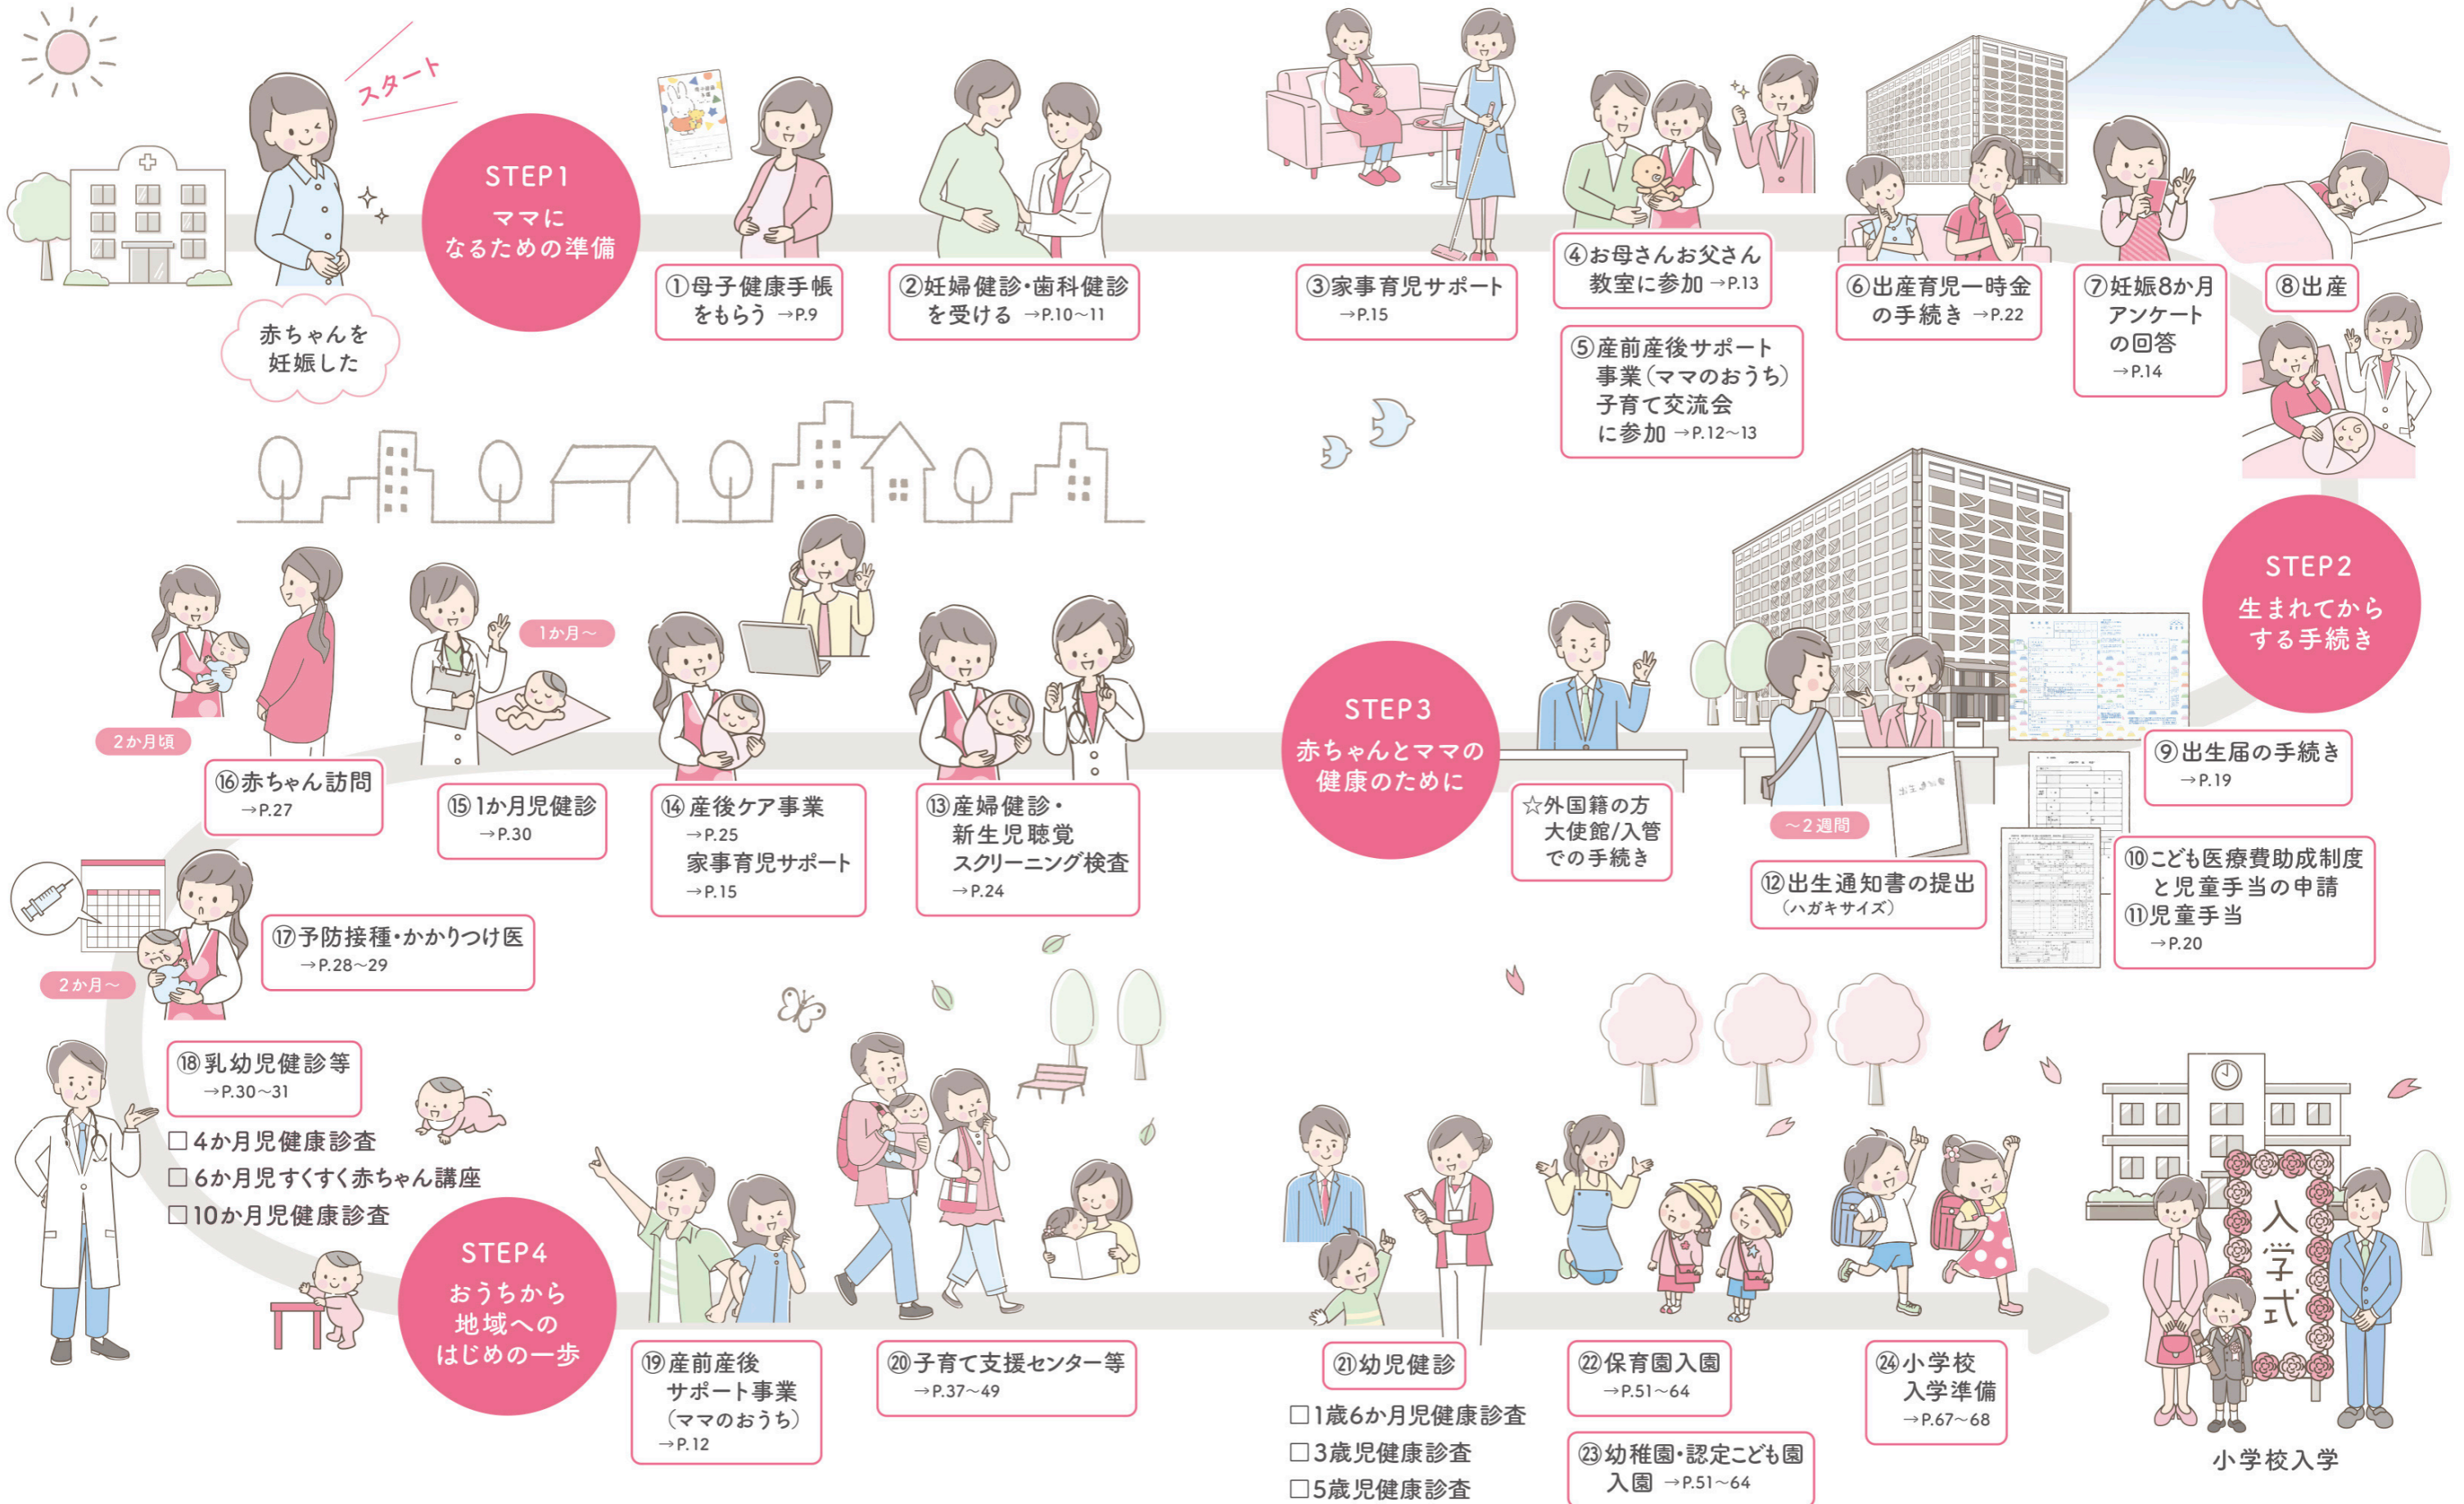 スタート
STEP1
ママに
なるための準備
赤ちゃんを
妊娠した
①母子健康手帳
をもらう →P.9
②妊婦健診・歯科健診
を受ける →P.10〜11
③家事育児サポート
→P.15
④お母さんお父さん
教室に参加 →P.13
⑤産前産後サポート
事業(ママのおうち)
子育て交流会
に参加 →P.12〜13
⑥出産育児一時金
の手続き →P.22
⑦妊娠8か月
アンケート
の回答
→P.14
⑧出産
STEP2
生まれてから
する手続き
⑨出生届の手続き
→P.19
⑩こども医療費助成制度
と児童手当の申請
⑪児童手当
→P.20
〜2週間
⑫出生通知書の提出
(ハガキサイズ)
☆外国籍の方
大使館/入管
での手続き
STEP3
赤ちゃんとママの
健康のために
⑬産婦健診・
新生児聴覚
スクリーニング検査
→P.24
⑭産後ケア事業
→P.25
家事育児サポート
→P.15
1か月〜
⑮1か月児健診
→P.30
2か月頃
⑯赤ちゃん訪問
→P.27
2か月〜
⑰予防接種・かかりつけ医
→P.28〜29
⑱乳幼児健診等
→P.30〜31
□4か月児健康診査
□6か月児すくすく赤ちゃん講座
□10か月児健康診査
STEP4
おうちから
地域への
はじめの一歩
⑲産前産後
サポート事業
(ママのおうち)
→P.12
⑳子育て支援センター等
→P.37〜49
㉑幼児健診
□1歳6か月児健康診査
□3歳児健康診査
□5歳児健康診査
㉒保育園入園
→P.51〜64
㉓幼稚園・認定こども園
入園 →P.51〜64
㉔小学校
入学準備
→P.67〜68
入学式
小学校入学